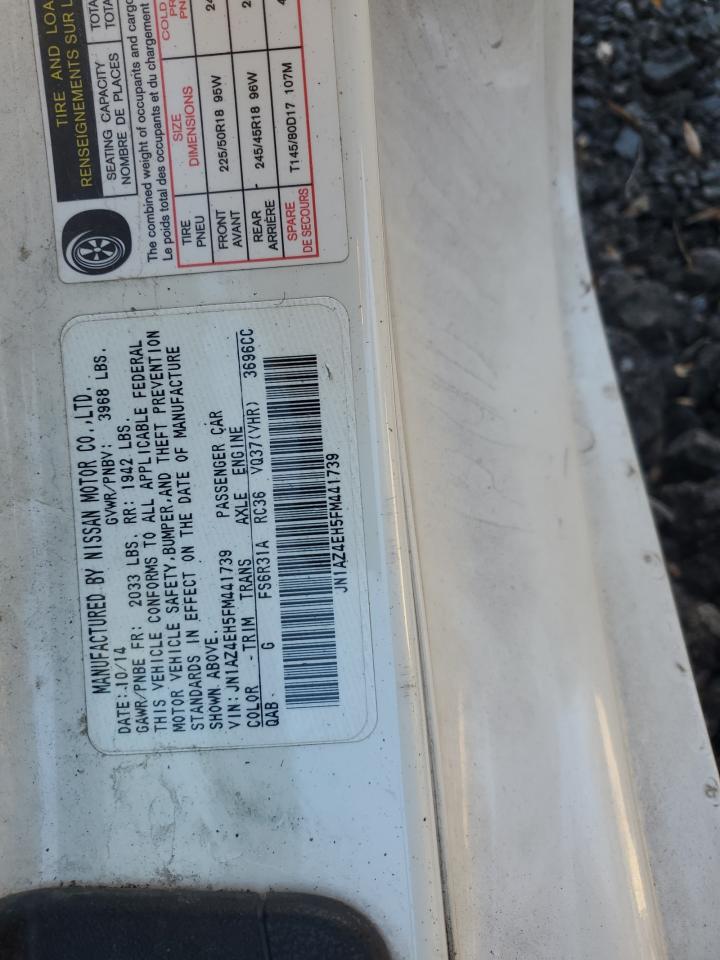 TIRE AND LOA
RENSEIGNEMENTS SUR L
SEATING CAPACITY TOTA
NOMBRE DE PLACES TOTA
The combined weight of occupants and cargo
Le poids total des occupants et du chargement
TIRE SIZE COLD
PNEU DIMENSIONS PR
PN
FRONT 225/50R18 95W
AVANT
REAR 245/45R18 96W
ARRIÈRE
SPARE T145/80D17 107M
DE SECOURS
MANUFACTURED BY NISSAN MOTOR CO.,LTD.
DATE:10/14 GVWR/PNBV: 3968 LBS.
GAWR/PNBE FR: 2033 LBS. RR: 1942 LBS.
THIS VEHICLE CONFORMS TO ALL APPLICABLE FEDERAL
MOTOR VEHICLE SAFETY,BUMPER,AND THEFT PREVENTION
STANDARDS IN EFFECT ON THE DATE OF MANUFACTURE
SHOWN ABOVE.
VIN:JN1AZ4EH5FM441739 PASSENGER CAR
COLOR - TRIM TRANS AXLE ENGINE
QAB G FS6R31A RC36 VQ37(VHR) 3696CC
JN1AZ4EH5FM441739